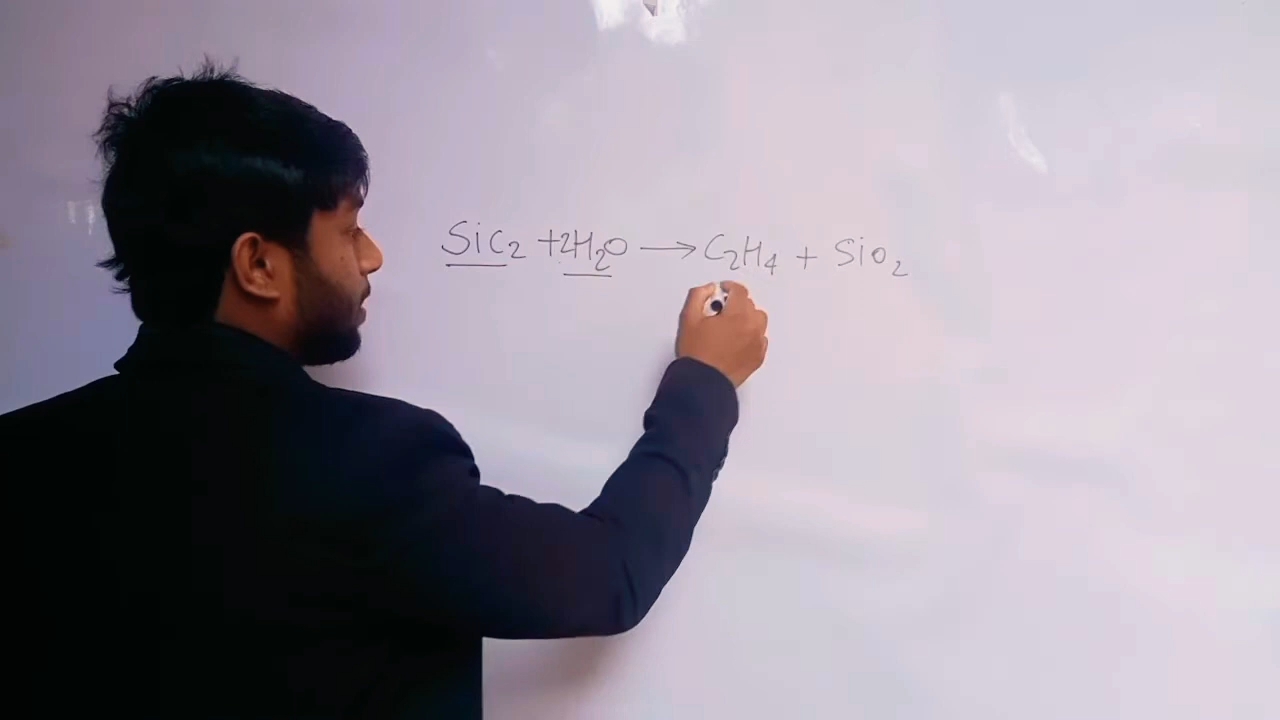 SiC₂ + 2H₂O → C₂H₄ + SiO₂